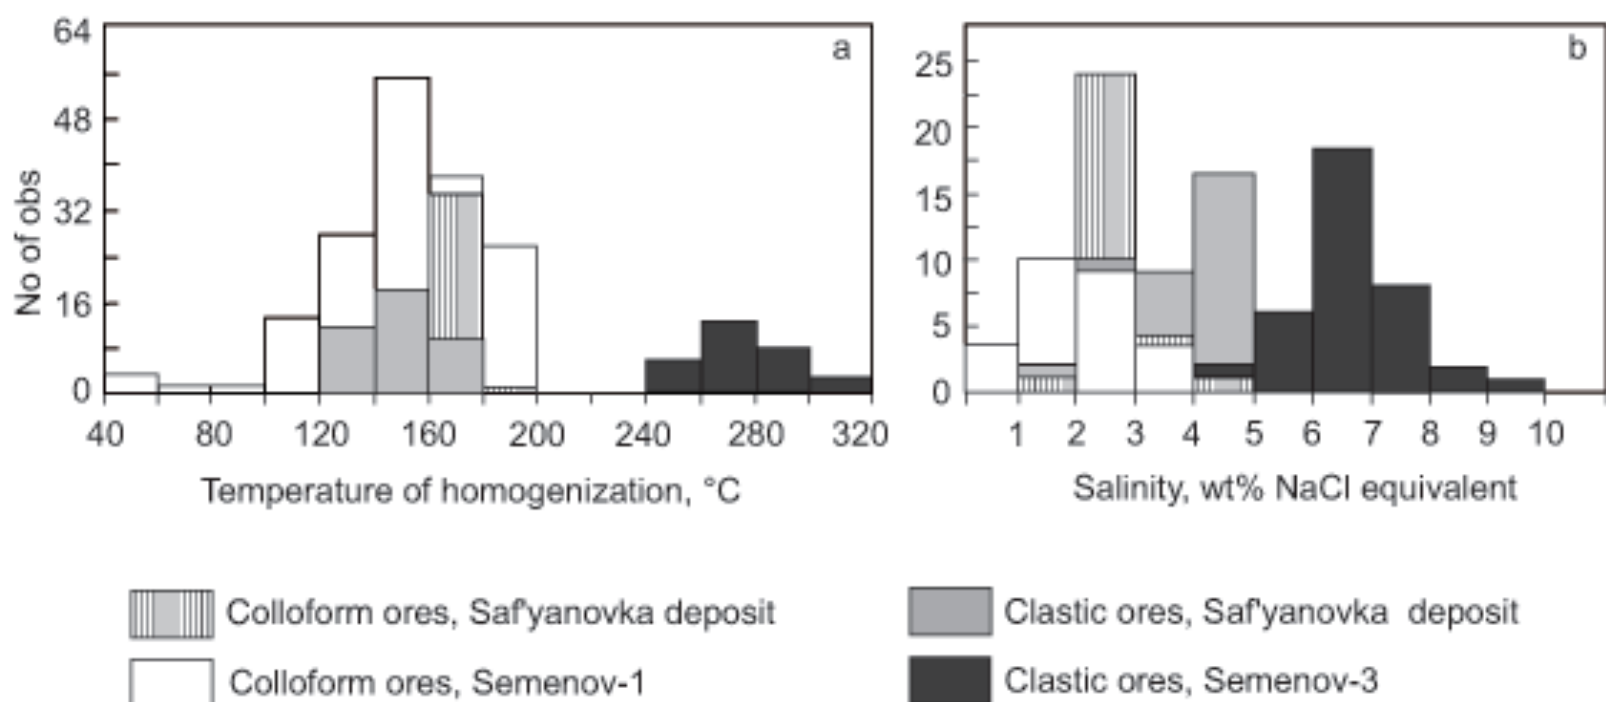 64
48
32
16
0
No of obs
a
40 80 120 160 200 240 280 320
Temperature of homogenization, °C
25
20
15
10
5
0
b
1 2 3 4 5 6 7 8 9 10
Salinity, wt% NaCl equivalent
Colloform ores, Saf'yanovka deposit
Clastic ores, Saf'yanovka deposit
Colloform ores, Semenov-1
Clastic ores, Semenov-3